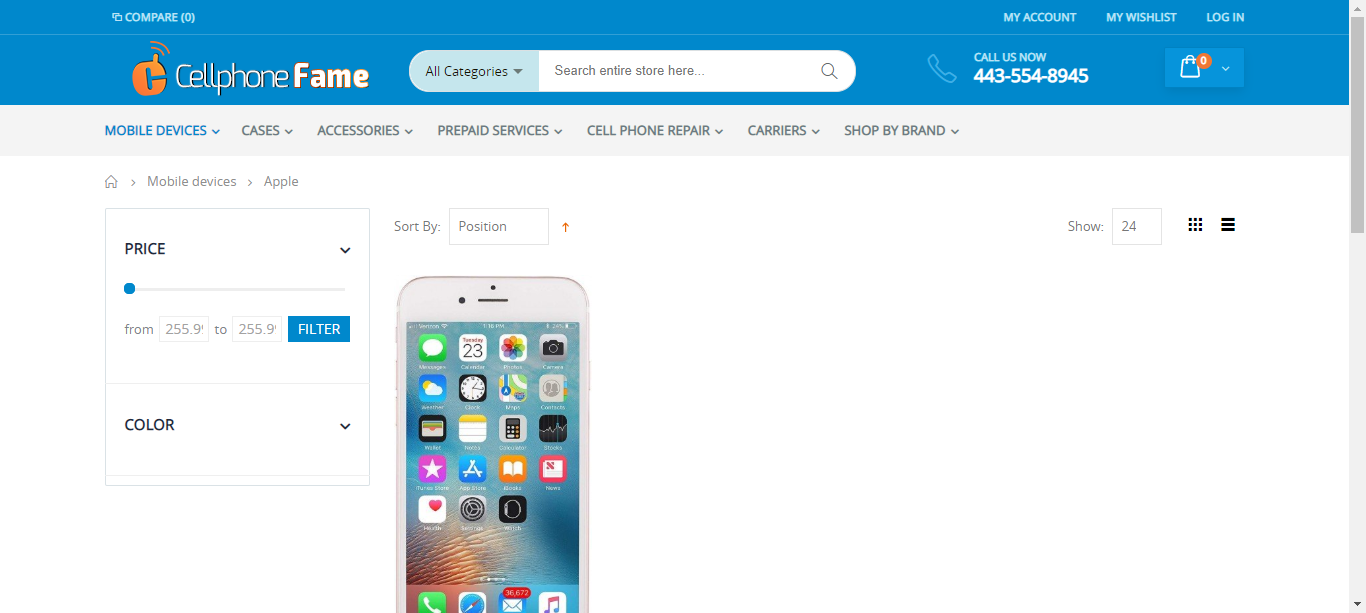 COMPARE (0)
MY ACCOUNT
MY WISHLIST
LOG IN
Cellphone Fame
All Categories
Search entire store here...
CALL US NOW
443-554-8945
0
MOBILE DEVICES
CASES
ACCESSORIES
PREPAID SERVICES
CELL PHONE REPAIR
CARRIERS
SHOP BY BRAND
Mobile devices
Apple
PRICE
from 255.99 to 255.99 FILTER
COLOR
Sort By: Position
Show: 24
Verizon 1:16 PM 24%
Tuesday
23
Messages Calendar Photos Camera
Weather Clock Maps Contacts
Wallet Notes Calculator Stocks
iTunes Store App Store iBooks News
Health Settings Watch
36,672